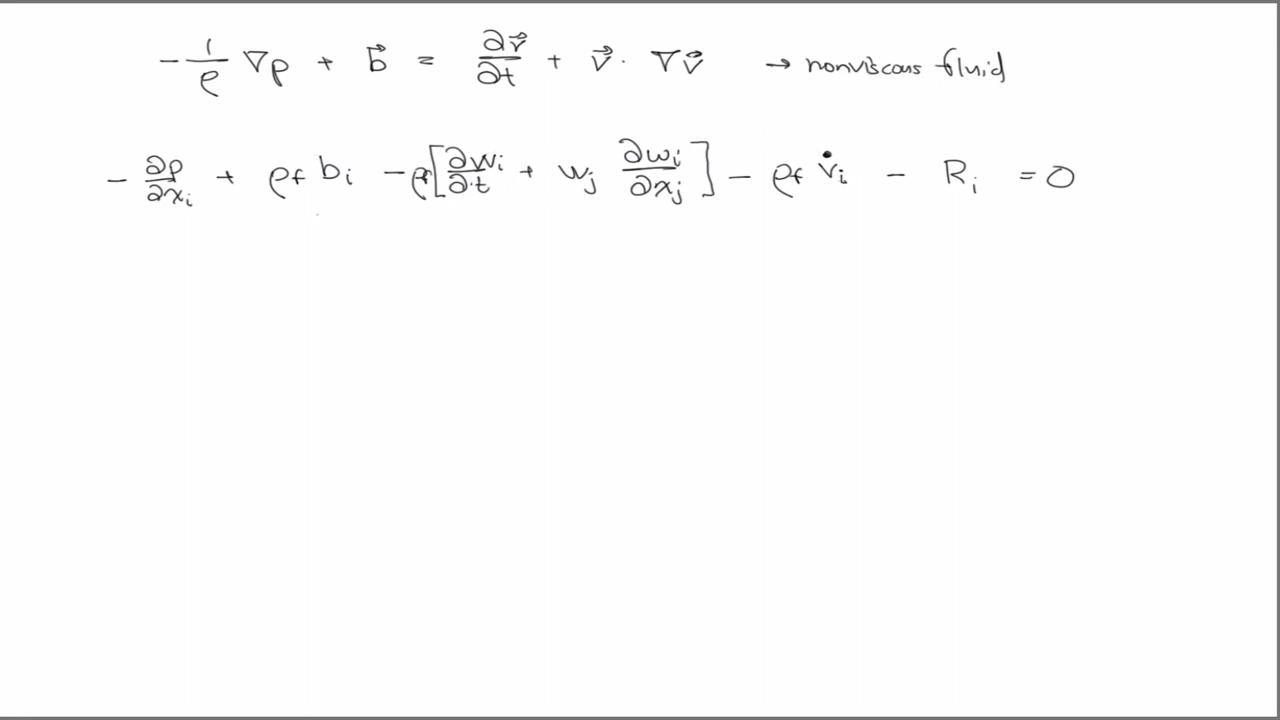 -1/ρ ∇p + b⃗ = ∂v⃗/∂t + v⃗ · ∇v⃗ → nonviscous fluid
- ∂p/∂xᵢ + ρf bᵢ - ρf [∂wᵢ/∂t + wⱼ ∂wᵢ/∂xⱼ] - ρf v̇ᵢ - Rᵢ = 0